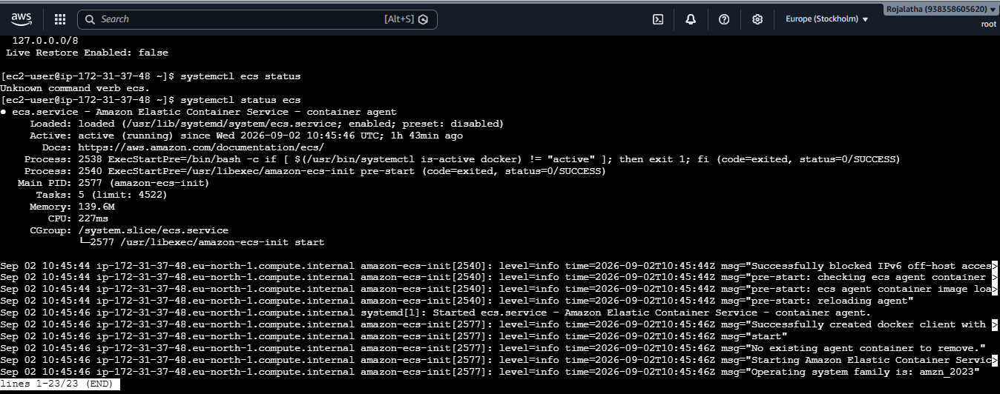 aws
Search [Alt+S]
Europe (Stockholm)
Rojalatha (938358605620)
root
127.0.0.0/8
Live Restore Enabled: false
[ec2-user@ip-172-31-37-48 ~]$ systemctl ecs status
Unknown command verb ecs.
[ec2-user@ip-172-31-37-48 ~]$ systemctl status ecs
● ecs.service - Amazon Elastic Container Service - container agent
Loaded: loaded (/usr/lib/systemd/system/ecs.service; enabled; preset: disabled)
Active: active (running) since Wed 2026-09-02 10:45:46 UTC; 1h 43min ago
Docs: https://aws.amazon.com/documentation/ecs/
Process: 2538 ExecStartPre=/bin/bash -c if [ $(/usr/bin/systemctl is-active docker) != "active" ]; then exit 1; fi (code=exited, status=0/SUCCESS)
Process: 2540 ExecStartPre=/usr/libexec/amazon-ecs-init pre-start (code=exited, status=0/SUCCESS)
Main PID: 2577 (amazon-ecs-init)
Tasks: 5 (limit: 4522)
Memory: 139.6M
CPU: 227ms
CGroup: /system.slice/ecs.service
└─2577 /usr/libexec/amazon-ecs-init start
Sep 02 10:45:44 ip-172-31-37-48.eu-north-1.compute.internal amazon-ecs-init[2540]: level=info time=2026-09-02T10:45:44Z msg="Successfully blocked IPv6 off-host acces>
Sep 02 10:45:44 ip-172-31-37-48.eu-north-1.compute.internal amazon-ecs-init[2540]: level=info time=2026-09-02T10:45:44Z msg="pre-start: checking ecs agent container >
Sep 02 10:45:44 ip-172-31-37-48.eu-north-1.compute.internal amazon-ecs-init[2540]: level=info time=2026-09-02T10:45:44Z msg="pre-start: ecs agent container image loa>
Sep 02 10:45:44 ip-172-31-37-48.eu-north-1.compute.internal amazon-ecs-init[2540]: level=info time=2026-09-02T10:45:44Z msg="pre-start: reloading agent"
Sep 02 10:45:46 ip-172-31-37-48.eu-north-1.compute.internal systemd[1]: Started ecs.service - Amazon Elastic Container Service - container agent.
Sep 02 10:45:46 ip-172-31-37-48.eu-north-1.compute.internal amazon-ecs-init[2577]: level=info time=2026-09-02T10:45:46Z msg="Successfully created docker client with >
Sep 02 10:45:46 ip-172-31-37-48.eu-north-1.compute.internal amazon-ecs-init[2577]: level=info time=2026-09-02T10:45:46Z msg="start"
Sep 02 10:45:46 ip-172-31-37-48.eu-north-1.compute.internal amazon-ecs-init[2577]: level=info time=2026-09-02T10:45:46Z msg="No existing agent container to remove."
Sep 02 10:45:46 ip-172-31-37-48.eu-north-1.compute.internal amazon-ecs-init[2577]: level=info time=2026-09-02T10:45:46Z msg="Starting Amazon Elastic Container Servic>
Sep 02 10:45:46 ip-172-31-37-48.eu-north-1.compute.internal amazon-ecs-init[2577]: level=info time=2026-09-02T10:45:46Z msg="Operating system family is: amzn_2023"
lines 1-23/23 (END)